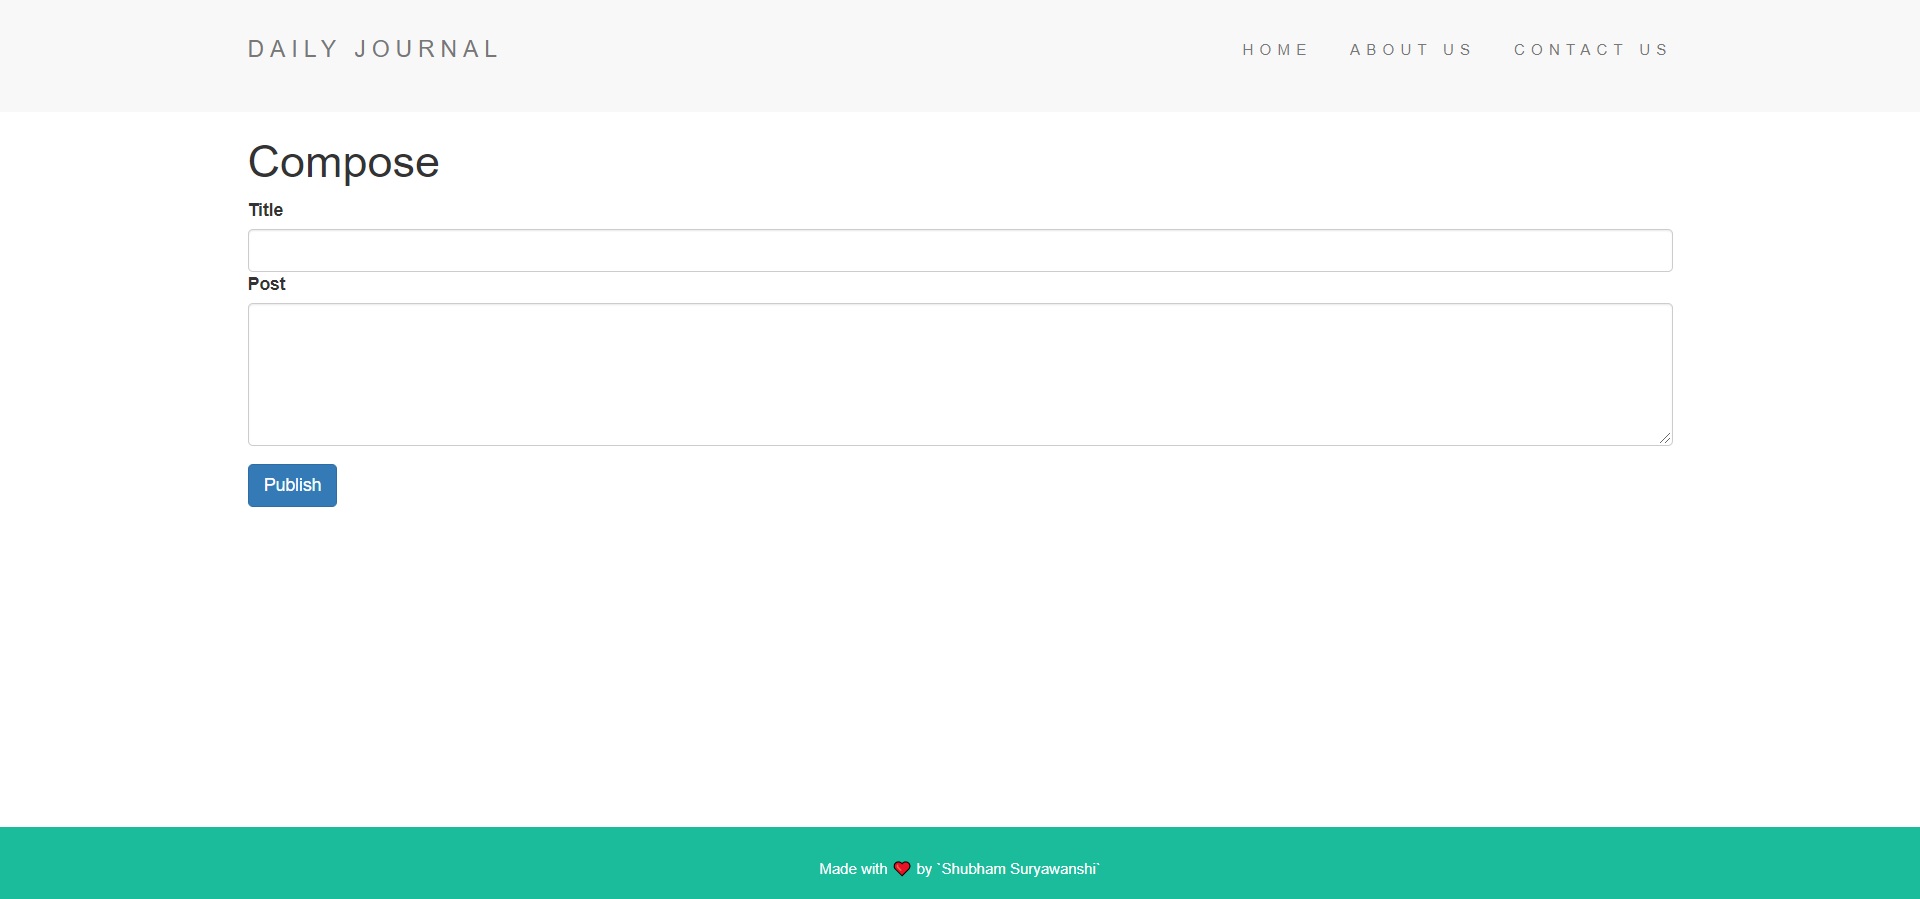 DAILY JOURNAL
HOME ABOUT US CONTACT US
Compose
Title
Post
Publish
Made with ❤️ by `Shubham Suryawanshi`